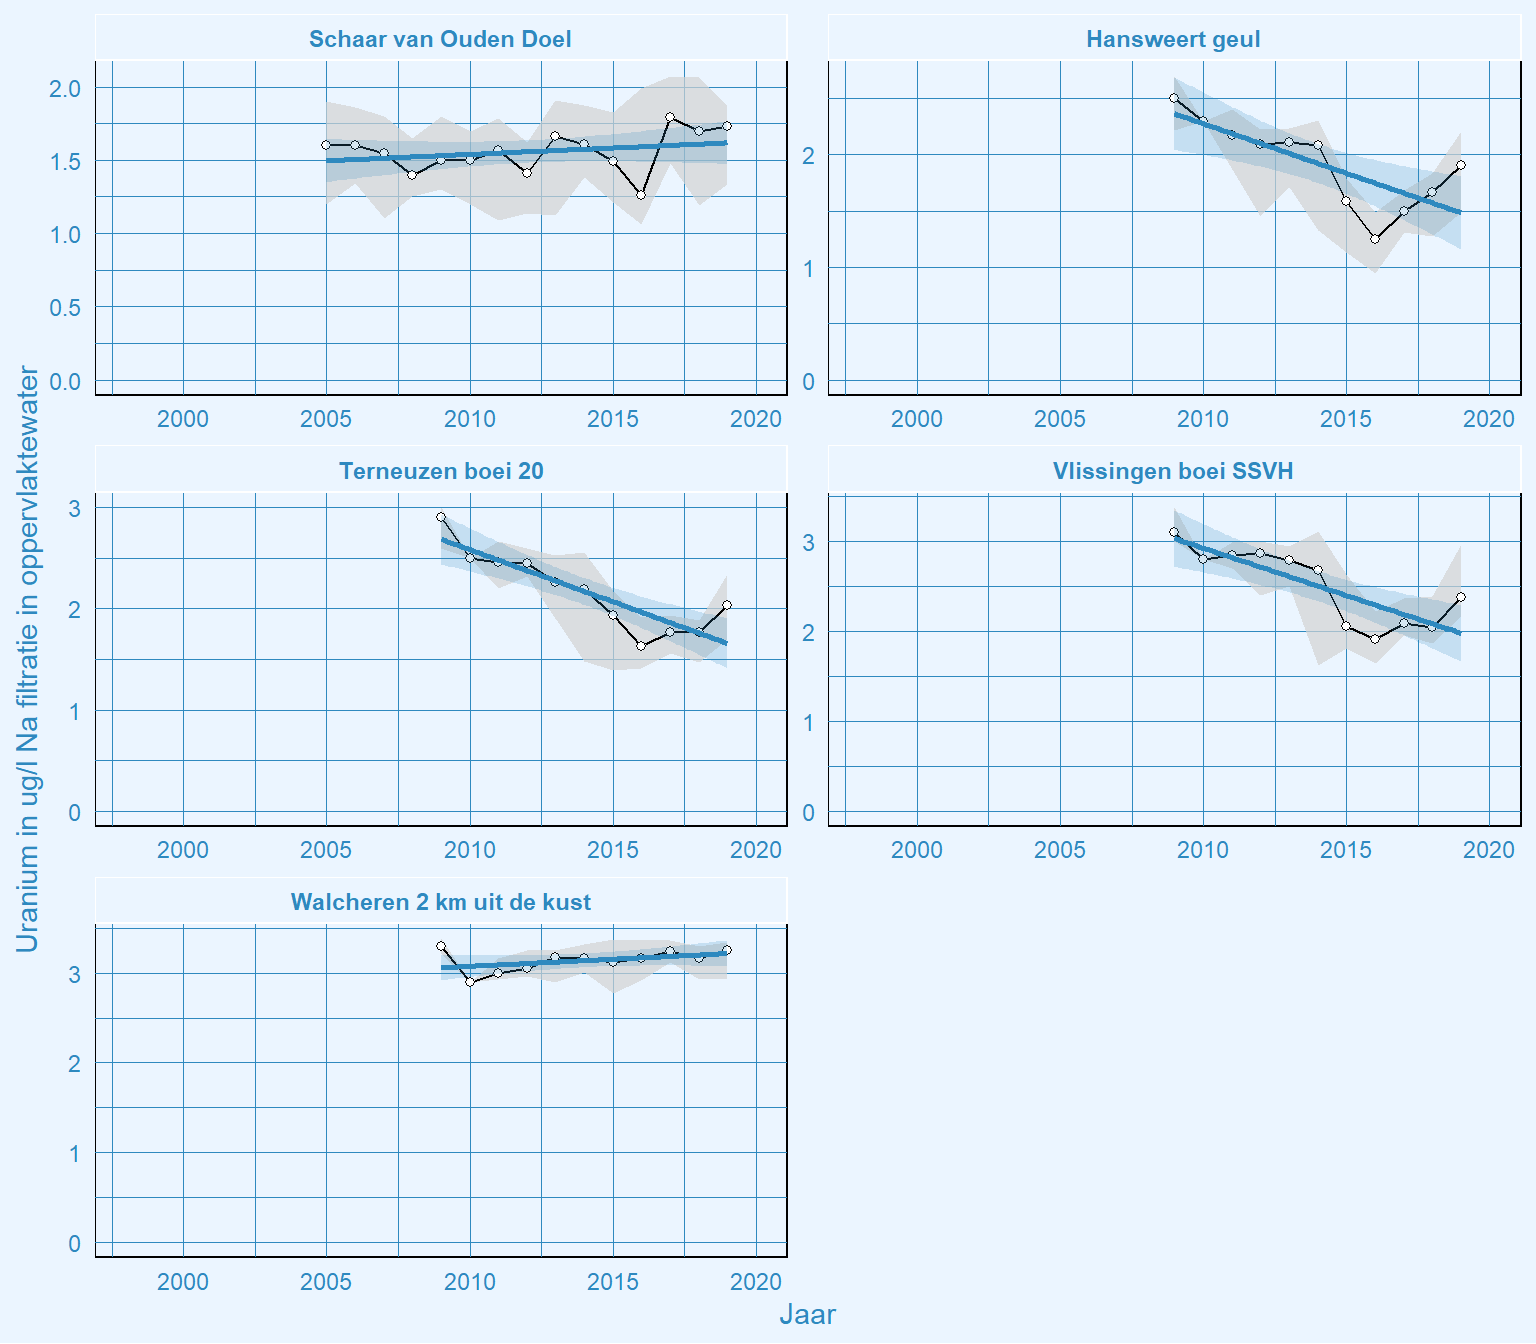 Schaar van Ouden Doel
Hansweert geul
2.0
1.5
1.0
0.5
0.0
2
1
0
2000 2005 2010 2015 2020
2000 2005 2010 2015 2020
Uranium in ug/l Na filtratie in oppervlaktewater
Terneuzen boei 20
Vlissingen boei SSVH
3
2
1
0
3
2
1
0
2000 2005 2010 2015 2020
2000 2005 2010 2015 2020
Walcheren 2 km uit de kust
3
2
1
0
2000 2005 2010 2015 2020
Jaar